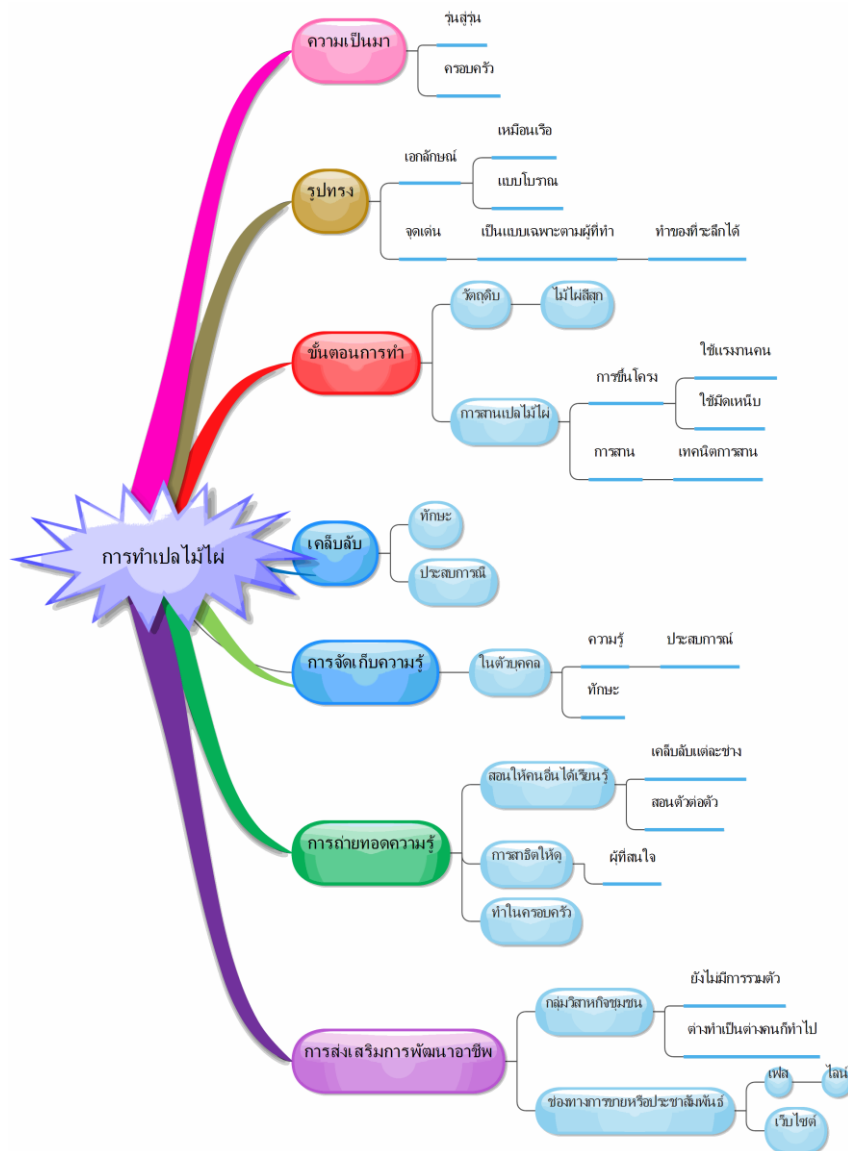 การทำเปลไม้ไผ่
ความเป็นมา
รุ่นสู่รุ่น
ครอบครัว
รูปทรง
เอกลักษณ์
เหมือนเรือ
แบบโบราณ
จุดเด่น
เป็นแบบเฉพาะตามผู้ที่ทำ
ทำของที่ระลึกได้
ขั้นตอนการทำ
วัตถุดิบ
ไม้ไผ่สีสุก
การสานเปลไม้ไผ่
การขึ้นโครง
ใช้แรงานคน
ใช้มีดเหน็บ
การสาน
เทคนิตการสาน
เคล็บลับ
ทักษะ
ประสบการณื
การจัดเก็บความรู้
ในตัวบุคคล
ความรู้
ประสบการณ์
ทักษะ
การถ่ายทอดความรู้
สอนให้คนอื่นได้เรียนรู้
เคล็บลับแต่ละช่าง
สอนตัวต่อตัว
การสาธิตให้ดู
ผู้ที่สนใจ
ทำในครอบครัว
การส่งเสริมการพัฒนาอาชีพ
กลุ่มวิสาหกิจชุมชน
ยังไม่มีการรวมตัว
ต่างทำเป็นต่างคนก็ทำไป
ช่องทางการขายหรือประชาสัมพันธ์
เฟส
ไลน์
เว็บไซต์